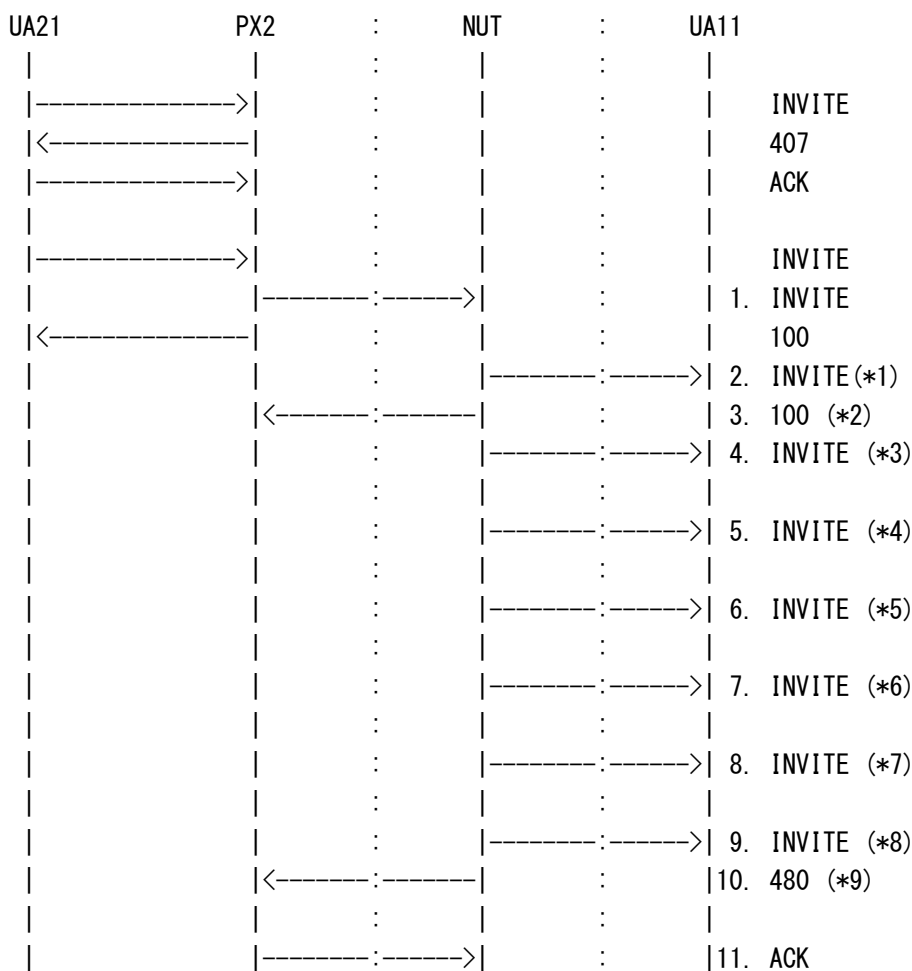 UA21 PX2 : NUT : UA11
| | : | : |
|--------------->| : | : | INVITE
|<---------------| : | : | 407
|--------------->| : | : | ACK
| | : | : |
|--------------->| : | : | INVITE
| |--------:------>| : | 1. INVITE
|<---------------| : | : | 100
| | : |--------:------>| 2. INVITE(*1)
| |<-------:-------| : | 3. 100 (*2)
| | : |--------:------>| 4. INVITE (*3)
| | : | : |
| | : |--------:------>| 5. INVITE (*4)
| | : | : |
| | : |--------:------>| 6. INVITE (*5)
| | : | : |
| | : |--------:------>| 7. INVITE (*6)
| | : | : |
| | : |--------:------>| 8. INVITE (*7)
| | : | : |
| | : |--------:------>| 9. INVITE (*8)
| |<-------:-------| : |10. 480 (*9)
| | : | : |
| |--------:------>| : |11. ACK